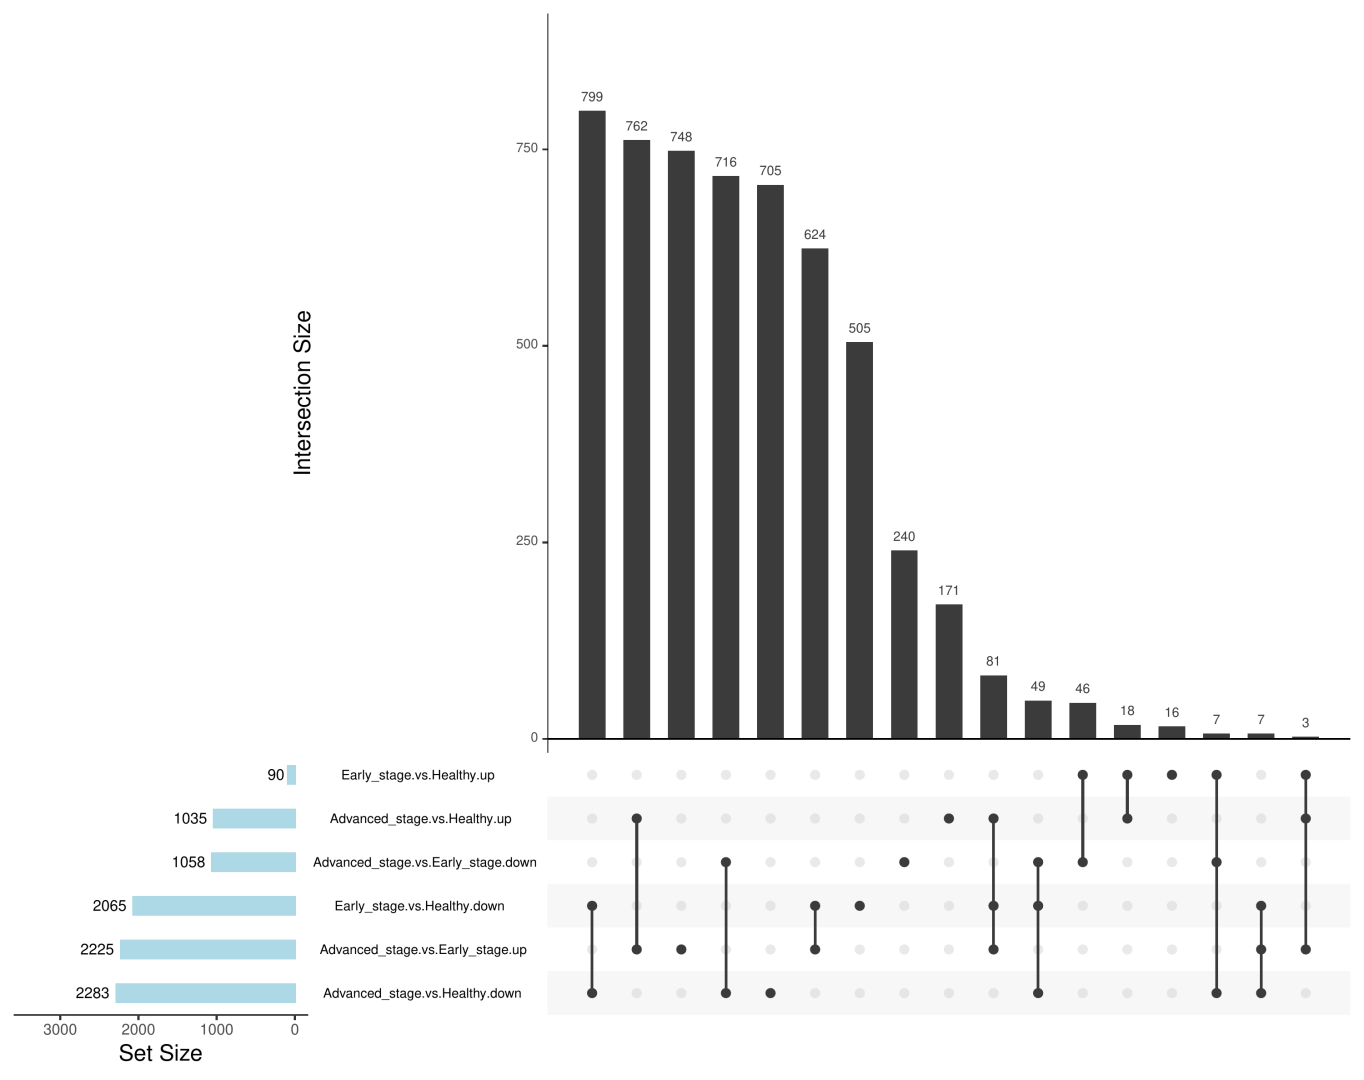 Intersection Size
750
500
250
0
799
762
748
716
705
624
505
240
171
81
49
46
18
16
7
7
3
90 Early_stage.vs.Healthy.up
1035 Advanced_stage.vs.Healthy.up
1058 Advanced_stage.vs.Early_stage.down
2065 Early_stage.vs.Healthy.down
2225 Advanced_stage.vs.Early_stage.up
2283 Advanced_stage.vs.Healthy.down
3000 2000 1000 0
Set Size